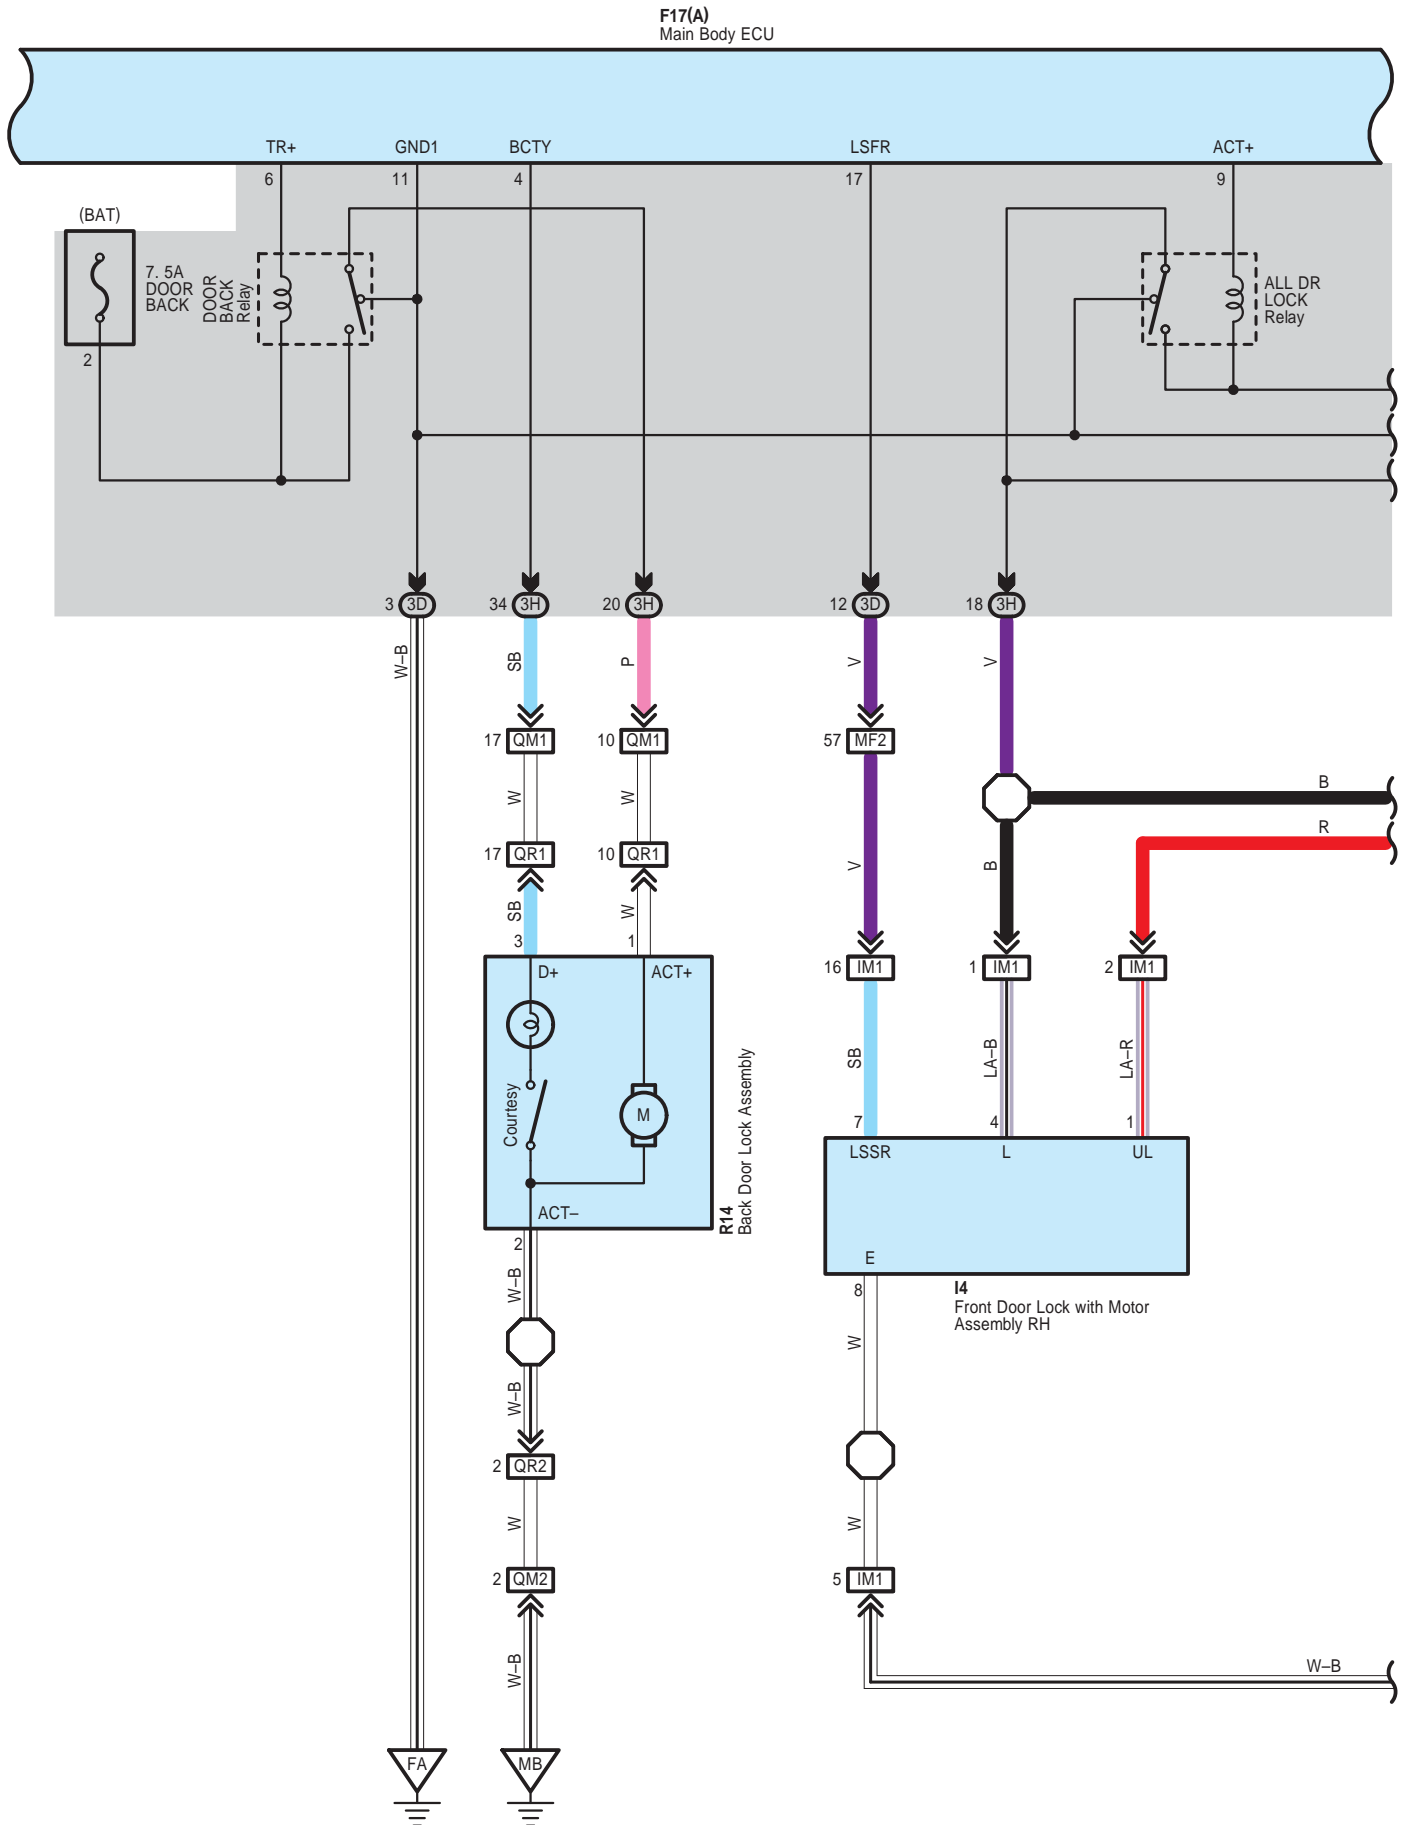 F17(A)
Main Body ECU
TR+
GND1
BCTY
LSFR
ACT+
6
11
4
17
9
(BAT)
7. 5A
DOOR
BACK
2
DOOR
BACK
Relay
ALL DR
LOCK
Relay
3 3D
34 3H
20 3H
12 3D
18 3H
W–B
SB
P
V
V
17 QM1
10 QM1
57 MF2
B
R
W
W
17 QR1
10 QR1
V
B
SB
W
3
1
16 IM1
1 IM1
2 IM1
D+
ACT+
SB
LA–B
LA–R
Courtesy
M
7
4
1
LSSR
L
UL
ACT–
R14
Back Door Lock Assembly
2
E
W–B
8
I4
Front Door Lock with Motor
Assembly RH
W
W–B
2 QR2
W
W
2 QM2
5 IM1
W–B
W–B
FA
MB